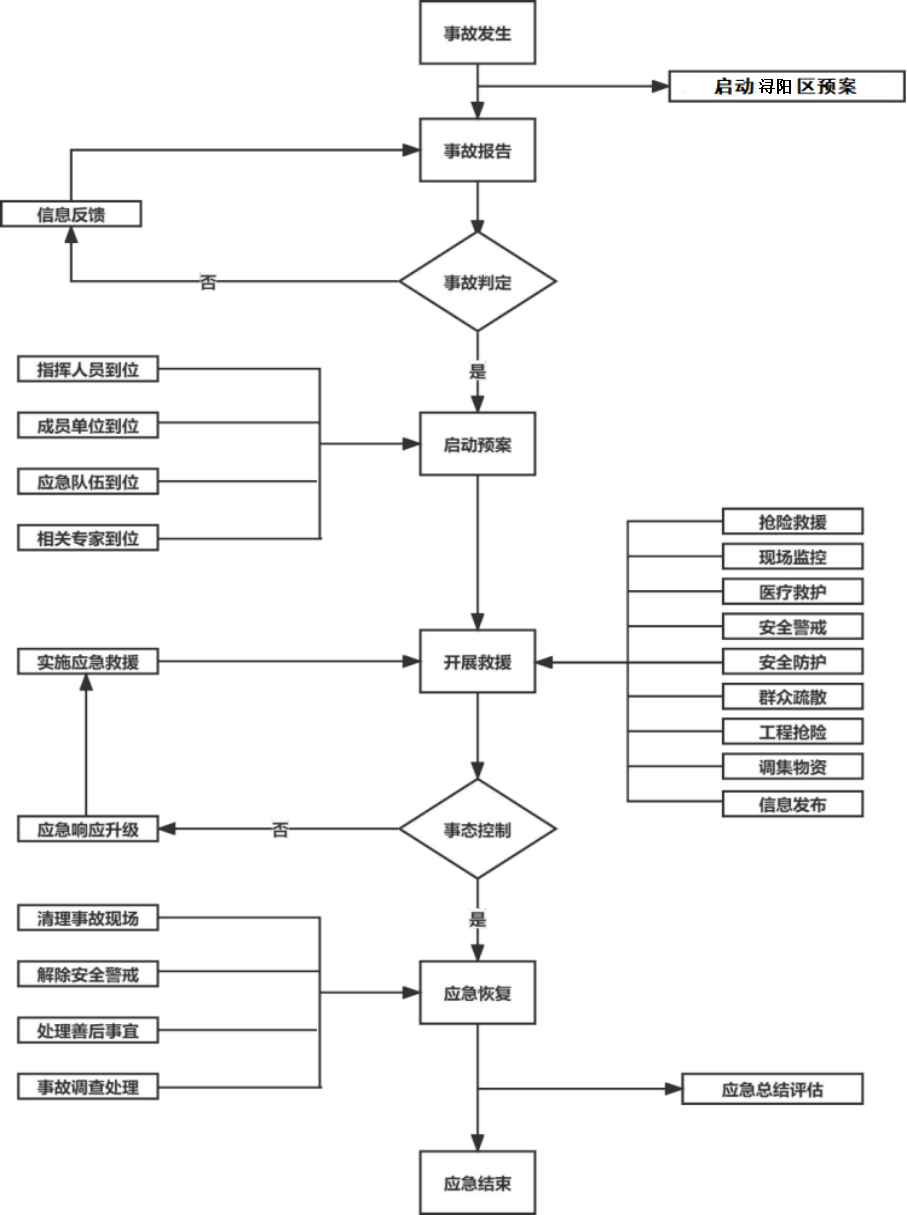 事故发生
启动浔阳区预案
事故报告
信息反馈
否
事故判定
是
指挥人员到位
成员单位到位
应急队伍到位
相关专家到位
启动预案
抢险救援
现场监控
医疗救护
安全警戒
安全防护
群众疏散
工程抢险
调集物资
信息发布
实施应急救援
开展救援
应急响应升级
否
事态控制
是
清理事故现场
解除安全警戒
处理善后事宜
事故调查处理
应急恢复
应急总结评估
应急结束